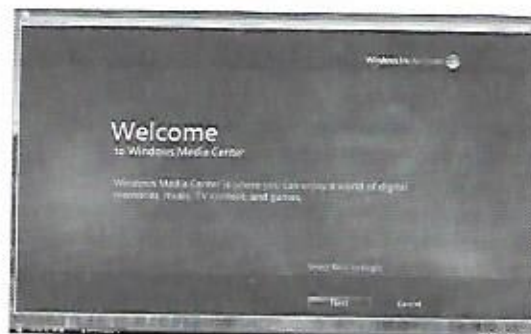 Windows Media Center
Welcome
to Windows Media Center
Windows Media Center is where you can enjoy a world of digital
memories, music, TV content, and games.
Next
Cancel